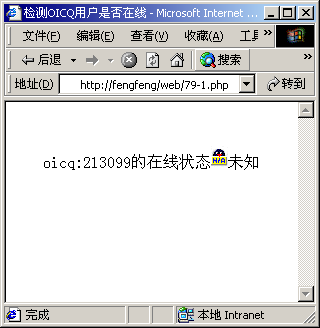 检测OICQ用户是否在线 - Microsoft Internet ...
文件(F) 编辑(E) 查看(V) 收藏(A) 工具 »
后退 » 搜索 »
地址(D) http://fengfeng/web/79-1.php 转到
oicq:213099的在线状态N/A未知
完成 本地 Intranet